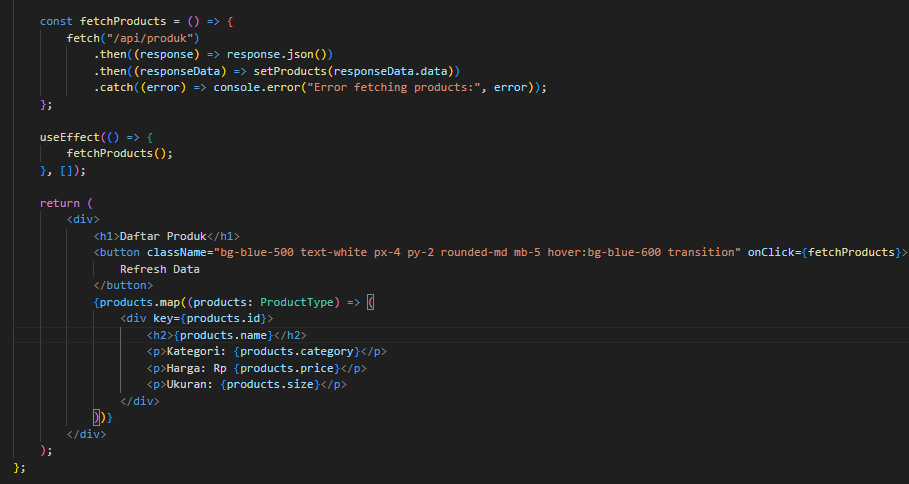 const fetchProducts = () => {
fetch("/api/produk")
.then((response) => response.json())
.then((responseData) => setProducts(responseData.data))
.catch((error) => console.error("Error fetching products:", error));
};
useEffect(() => {
fetchProducts();
}, []);
return (
<div>
<h1>Daftar Produk</h1>
<button className="bg-blue-500 text-white px-4 py-2 rounded-md mb-5 hover:bg-blue-600 transition" onClick={fetchProducts}>
Refresh Data
</button>
{products.map((products: ProductType) => (
<div key={products.id}>
<h2>{products.name}</h2>
<p>Kategori: {products.category}</p>
<p>Harga: Rp {products.price}</p>
<p>Ukuran: {products.size}</p>
</div>
))}
</div>
);
};